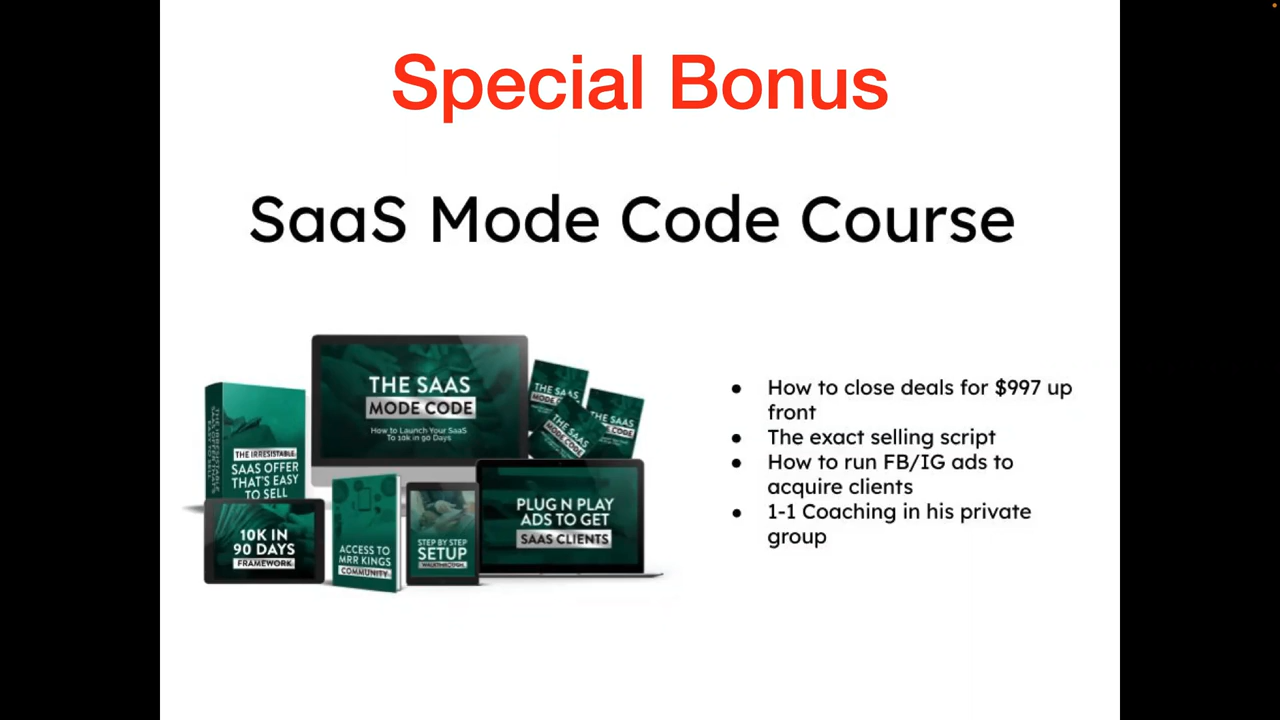 Special Bonus
SaaS Mode Code Course
THE SAAS
MODE CODE
How to Launch Your SaaS
To 10k in 90 Days
THE IRRESISTABLE
SAAS OFFER
THAT'S EASY
TO SELL
10K IN
90 DAYS
FRAMEWORK
ACCESS TO
MRR KINGS
COMMUNITY
STEP BY STEP
SETUP
WALKTHROUGH
PLUG N PLAY
ADS TO GET
SAAS CLIENTS
THE SAAS
MODE CODE
● How to close deals for $997 up
front
● The exact selling script
● How to run FB/IG ads to
acquire clients
● 1-1 Coaching in his private
group